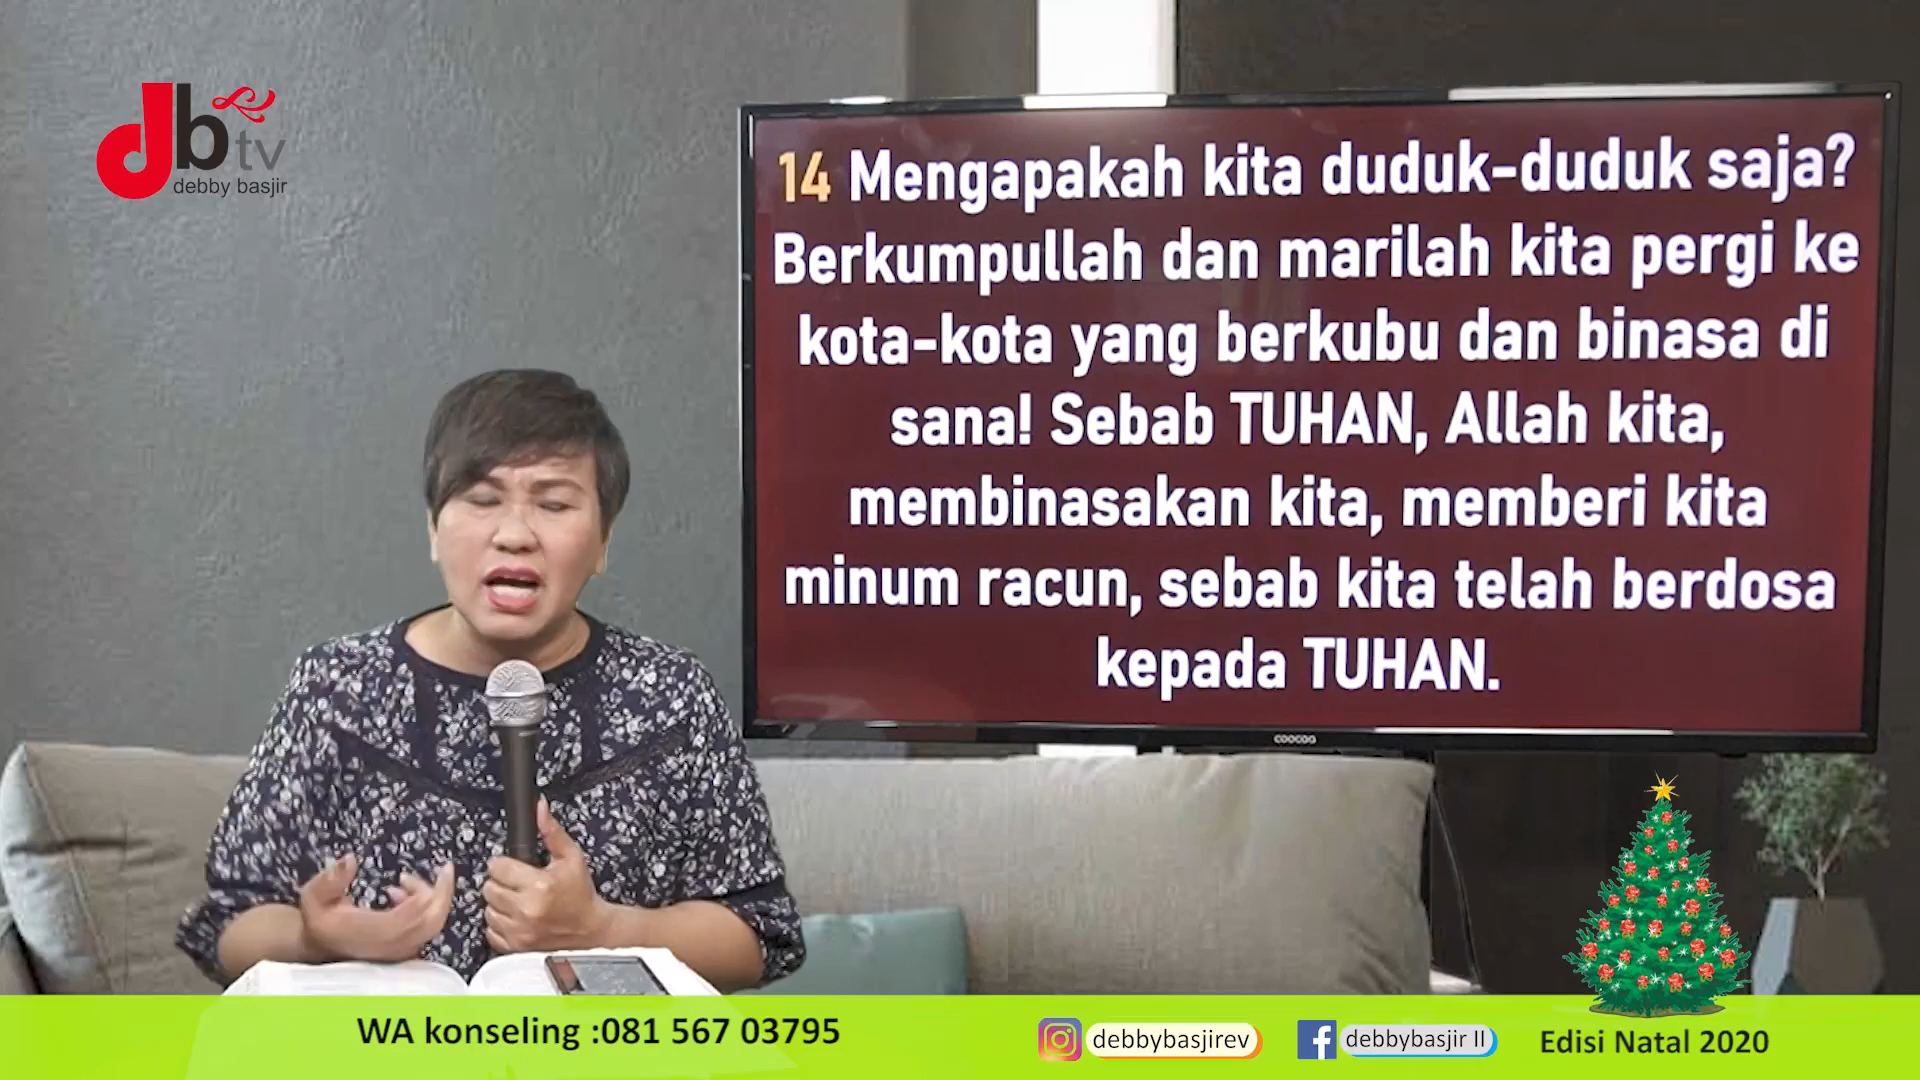 db tv
debby basjir
14 Mengapakah kita duduk-duduk saja?
Berkumpullah dan marilah kita pergi ke
kota-kota yang berkubu dan binasa di
sana! Sebab TUHAN, Allah kita,
membinasakan kita, memberi kita
minum racun, sebab kita telah berdosa
kepada TUHAN.
coocaa
WA konseling :081 567 03795
debbybasjirev
debbybasjir II
Edisi Natal 2020